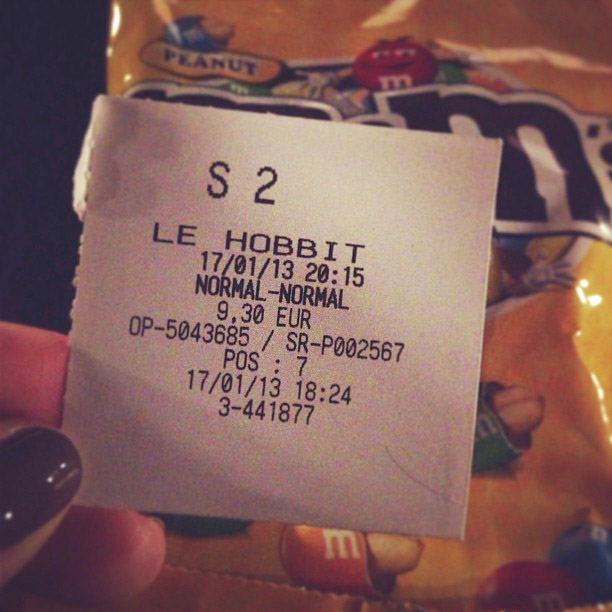 PEANUT
m
m
S 2
LE HOBBIT
17/01/13 20:15
NORMAL-NORMAL
9,30 EUR
OP-5043685 / SR-P002567
POS : 7
17/01/13 18:24
3-441877
m
m